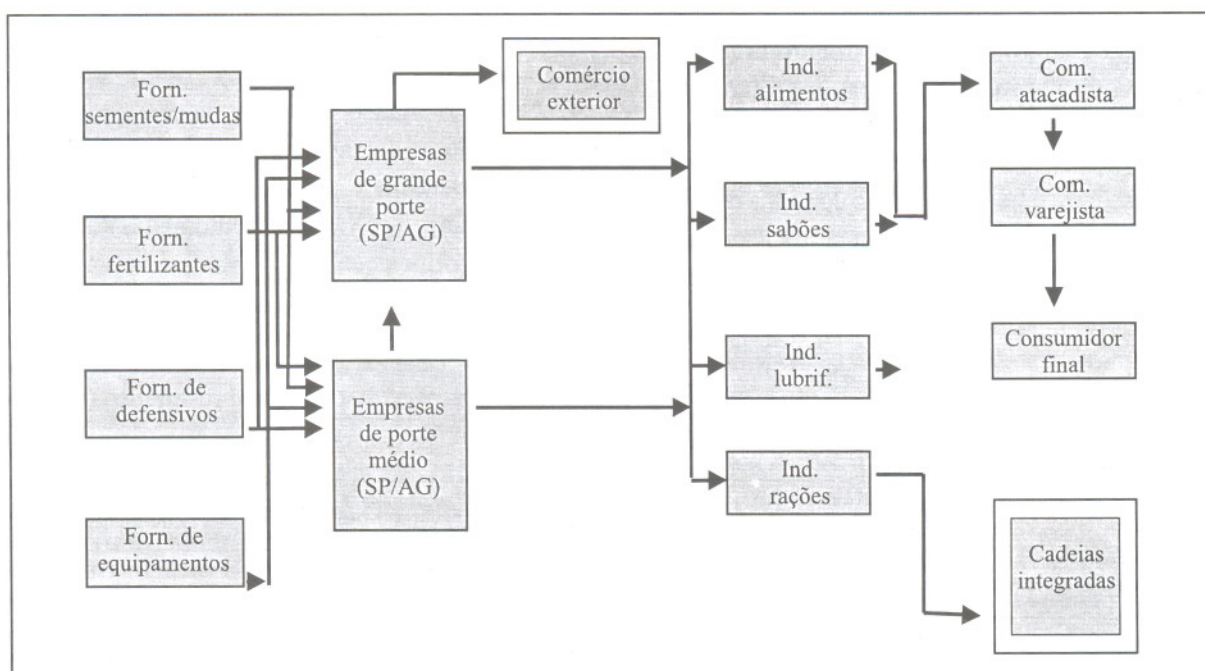 Forn.
sementes/mudas
Forn.
fertilizantes
Forn. de
defensivos
Forn. de
equipamentos
Empresas
de grande
porte
(SP/AG)
Empresas
de porte
médio
(SP/AG)
Comércio
exterior
Ind.
alimentos
Ind.
sabões
Ind.
lubrif.
Ind.
rações
Com.
atacadista
Com.
varejista
Consumidor
final
Cadeias
integradas